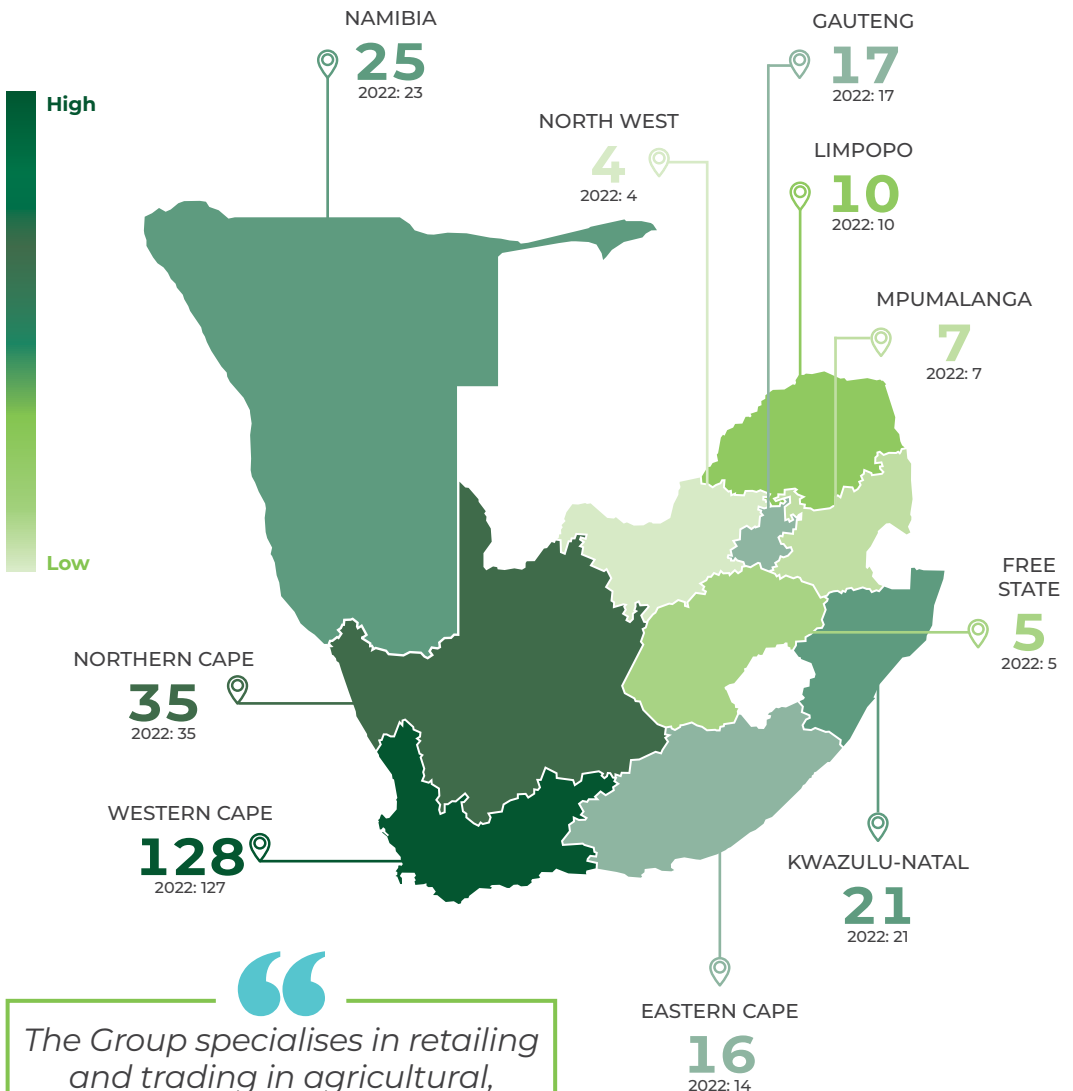 NAMIBIA
25
2022: 23
GAUTENG
17
2022: 17
High
NORTH WEST
4
2022: 4
LIMPOPO
10
2022: 10
MPUMALANGA
7
2022: 7
Low
FREE
STATE
5
2022: 5
NORTHERN CAPE
35
2022: 35
WESTERN CAPE
128
2022: 127
KWAZULU-NATAL
21
2022: 21
EASTERN CAPE
16
2022: 14
“
The Group specialises in retailing
and trading in agricultural,